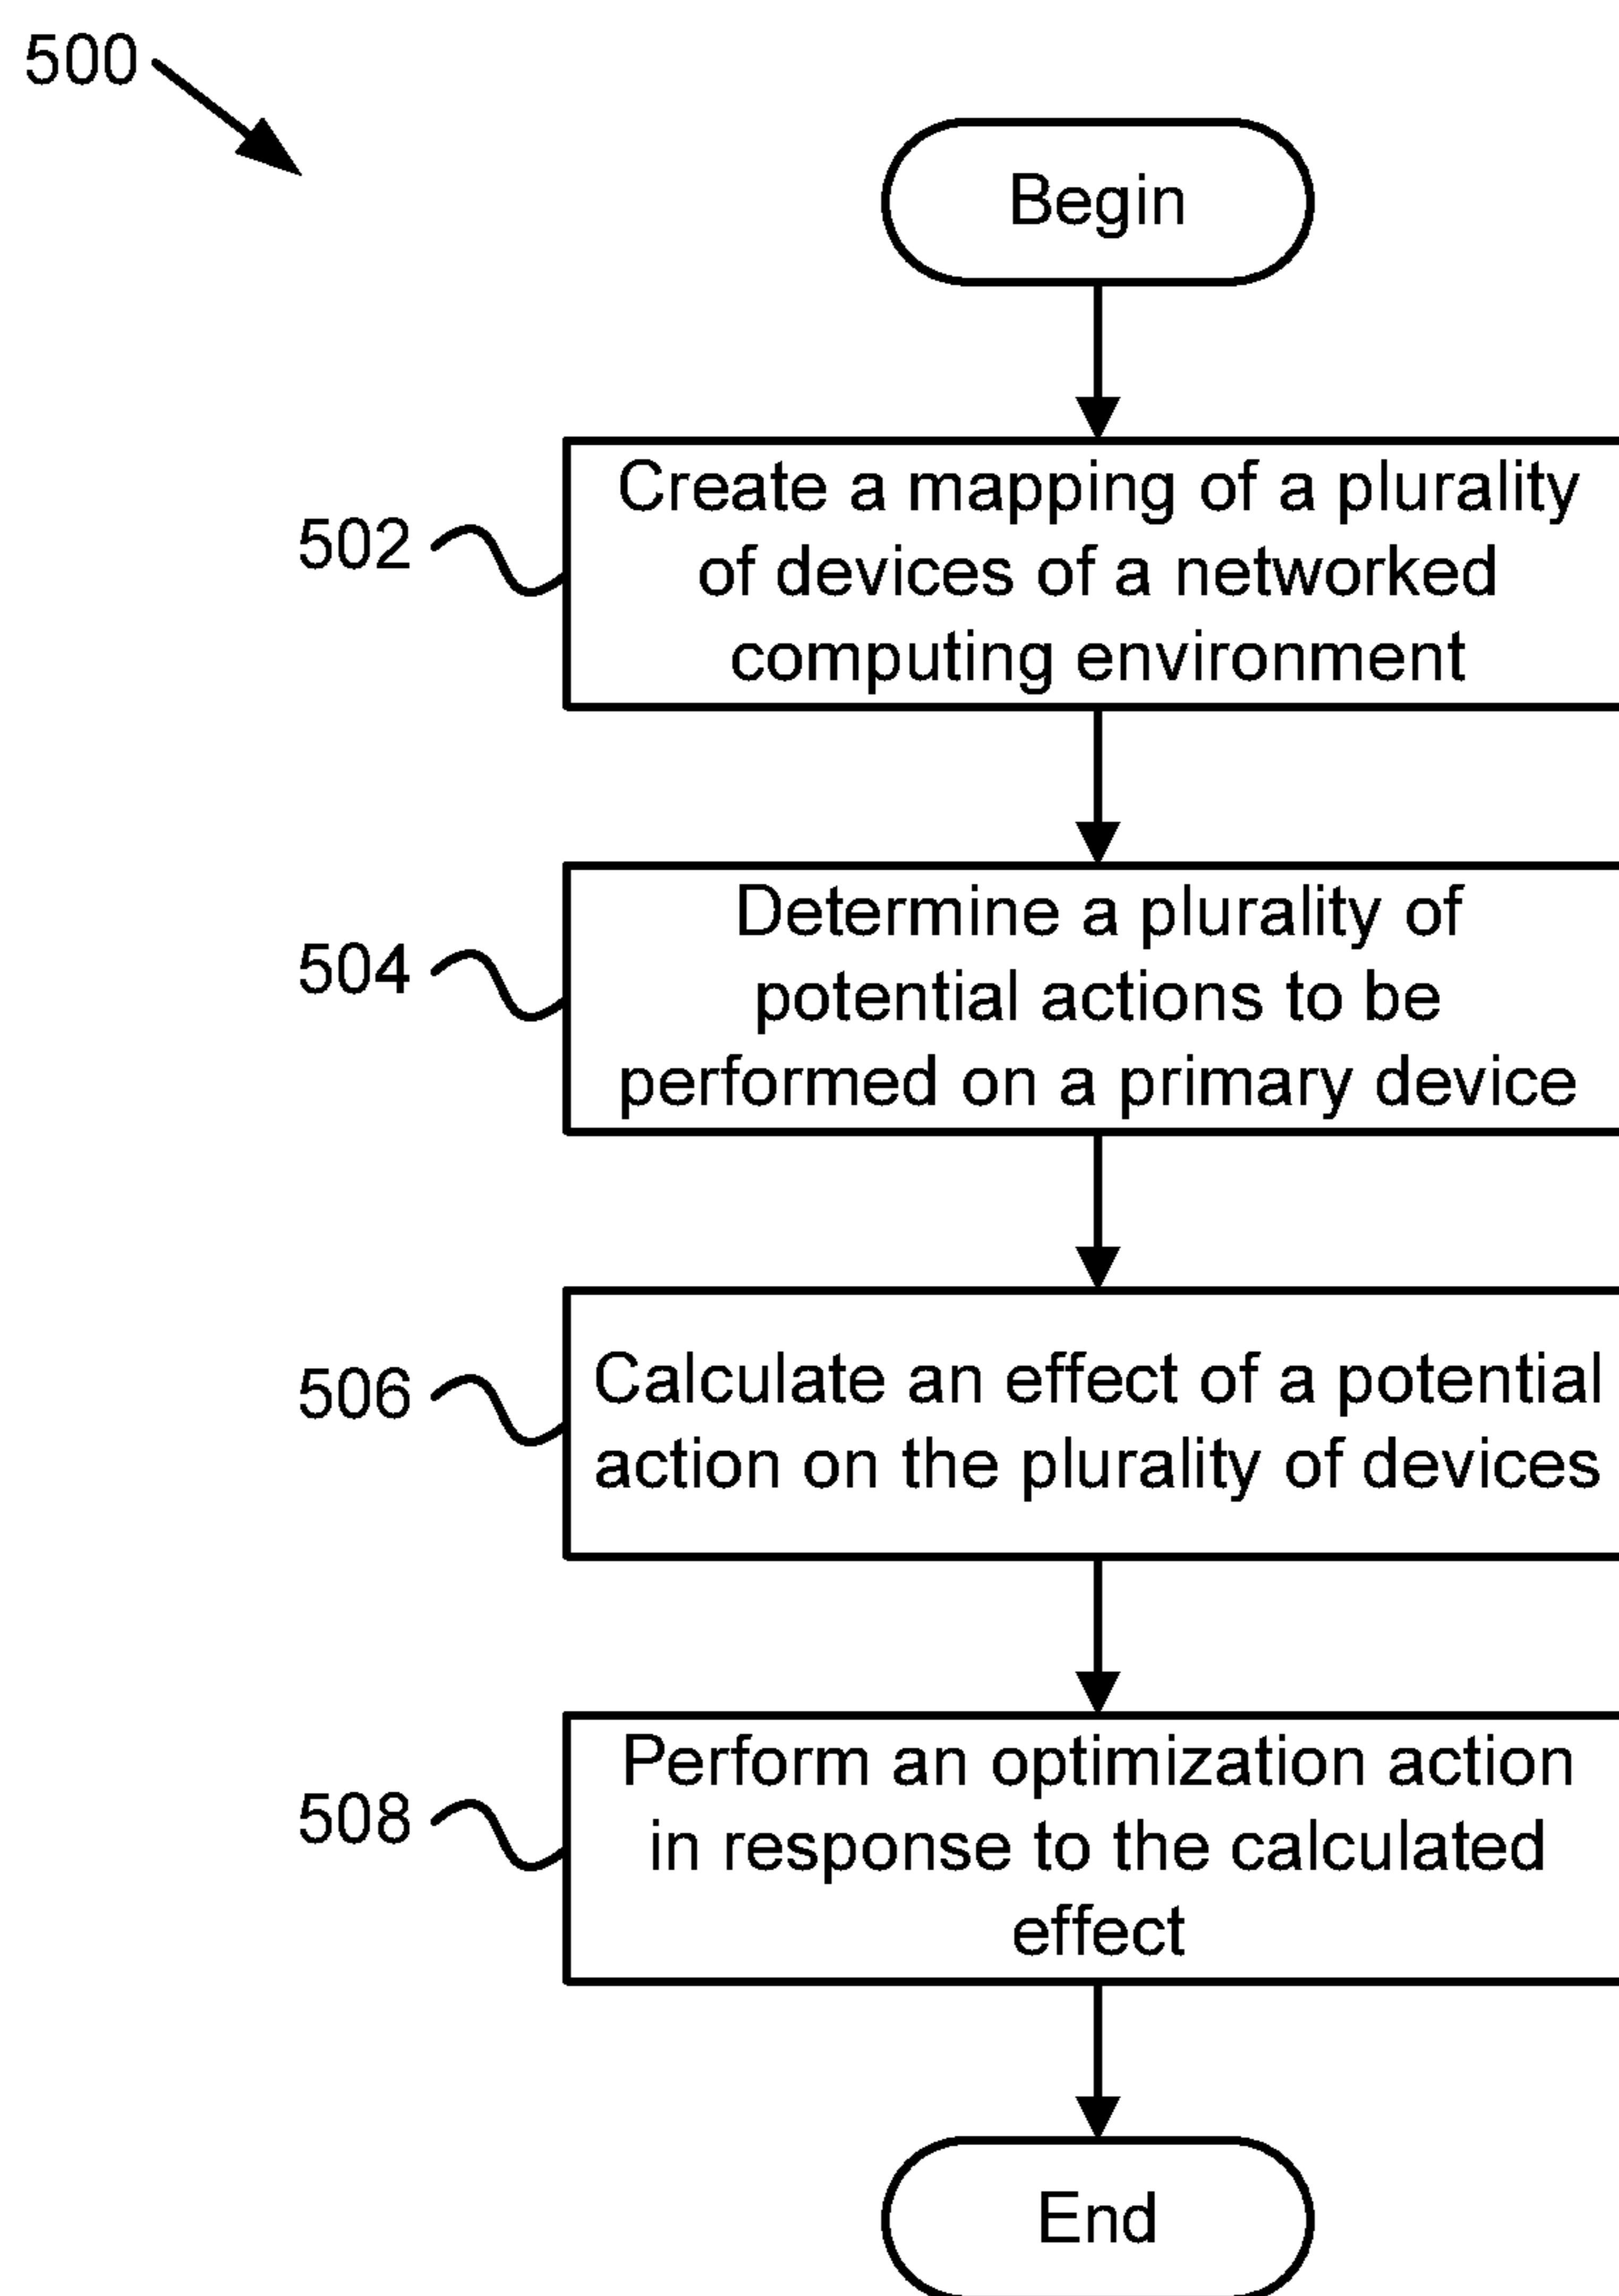 500
Begin
502
Create a mapping of a plurality
of devices of a networked
computing environment
504
Determine a plurality of
potential actions to be
performed on a primary device
506
Calculate an effect of a potential
action on the plurality of devices
508
Perform an optimization action
in response to the calculated
effect
End